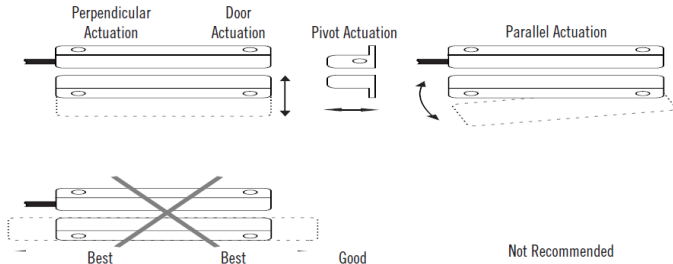 Perpendicular
Actuation
Door
Actuation
Pivot Actuation
Parallel Actuation
Best
Best
Good
Not Recommended